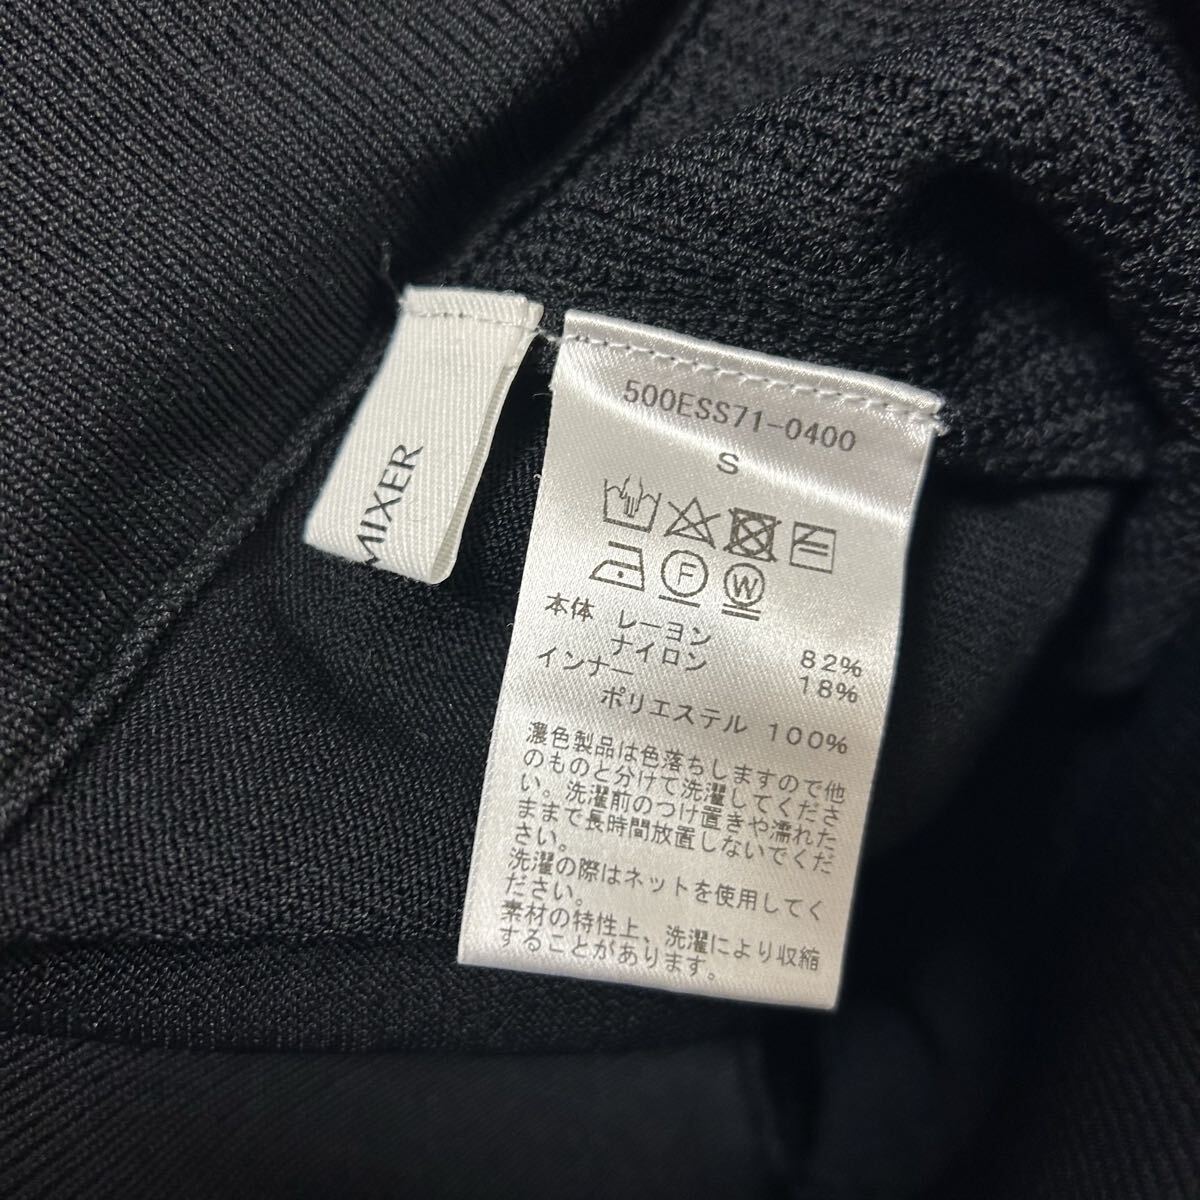 MIXER
500ESS71-0400
S
F W
本体 レーヨン 82%
ナイロン 18%
インナー
ポリエステル 100%
濃色製品は色落ちしますので他
のものと分けて洗濯してくださ
い。洗濯前のつけ置きや濡れた
ままで長時間放置しないでくだ
さい。
洗濯の際はネットを使用してく
ださい。
素材の特性上、洗濯により収縮
することがあります。